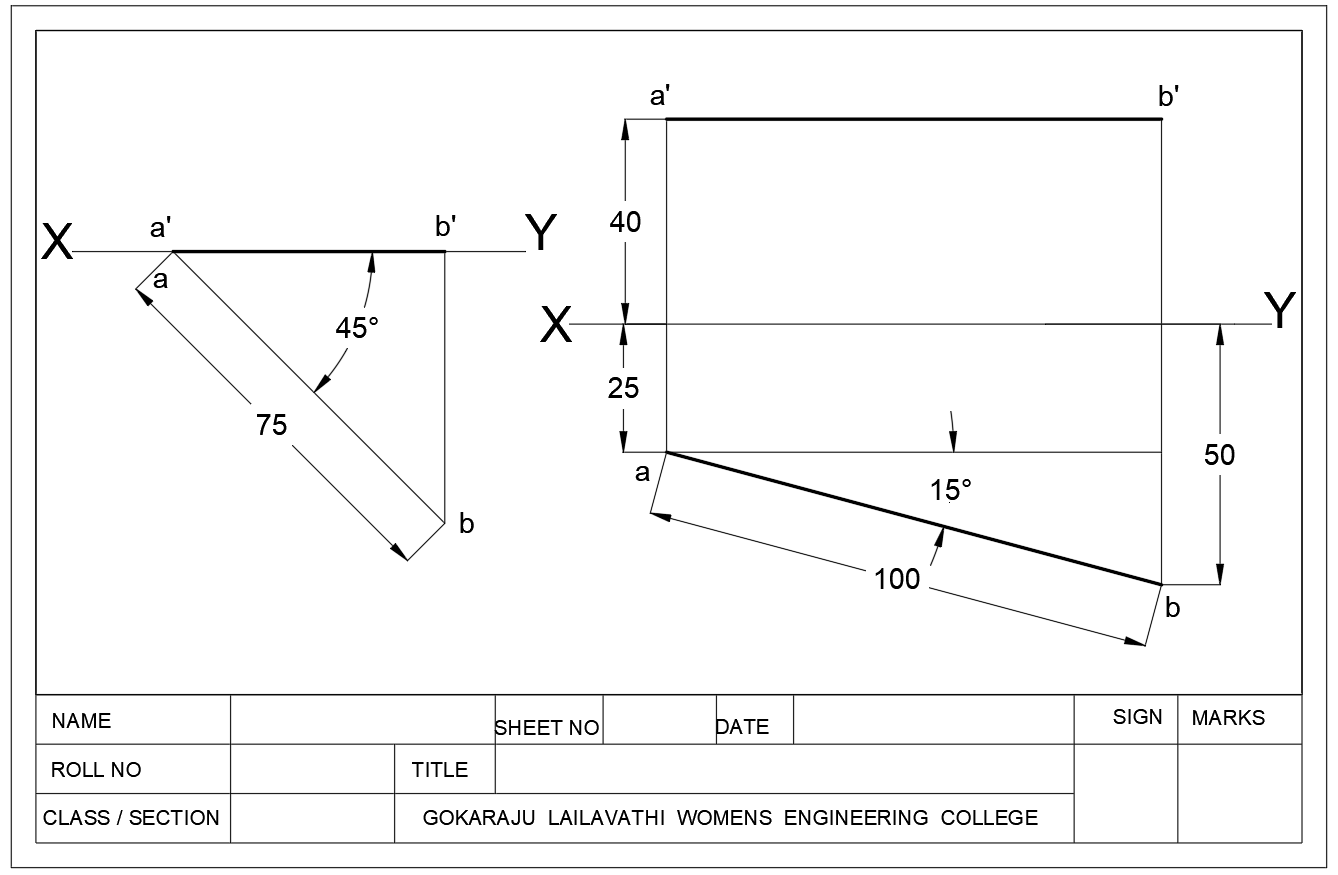 X
a'
b'
Y
a
45°
75
b
a'
b'
40
X
Y
25
50
a
15°
100
b
NAME
SHEET NO
DATE
SIGN
MARKS
ROLL NO
TITLE
CLASS / SECTION
GOKARAJU LAILAVATHI WOMENS ENGINEERING COLLEGE